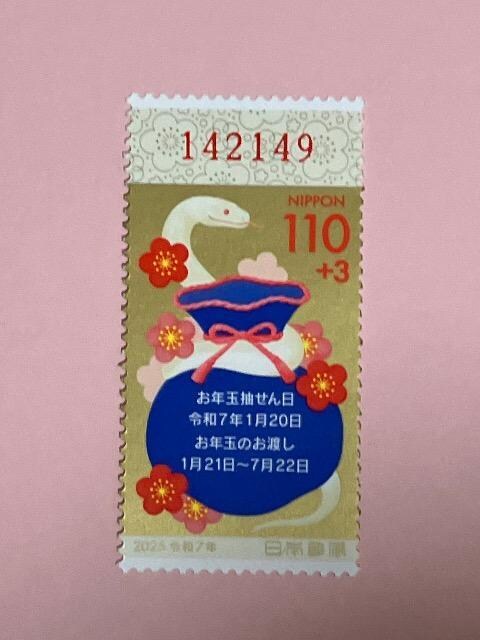 142149
NIPPON
110
+3
お年玉抽せん日
令和7年1月20日
お年玉のお渡し
1月21日～7月22日
2025 令和7年
日本郵便